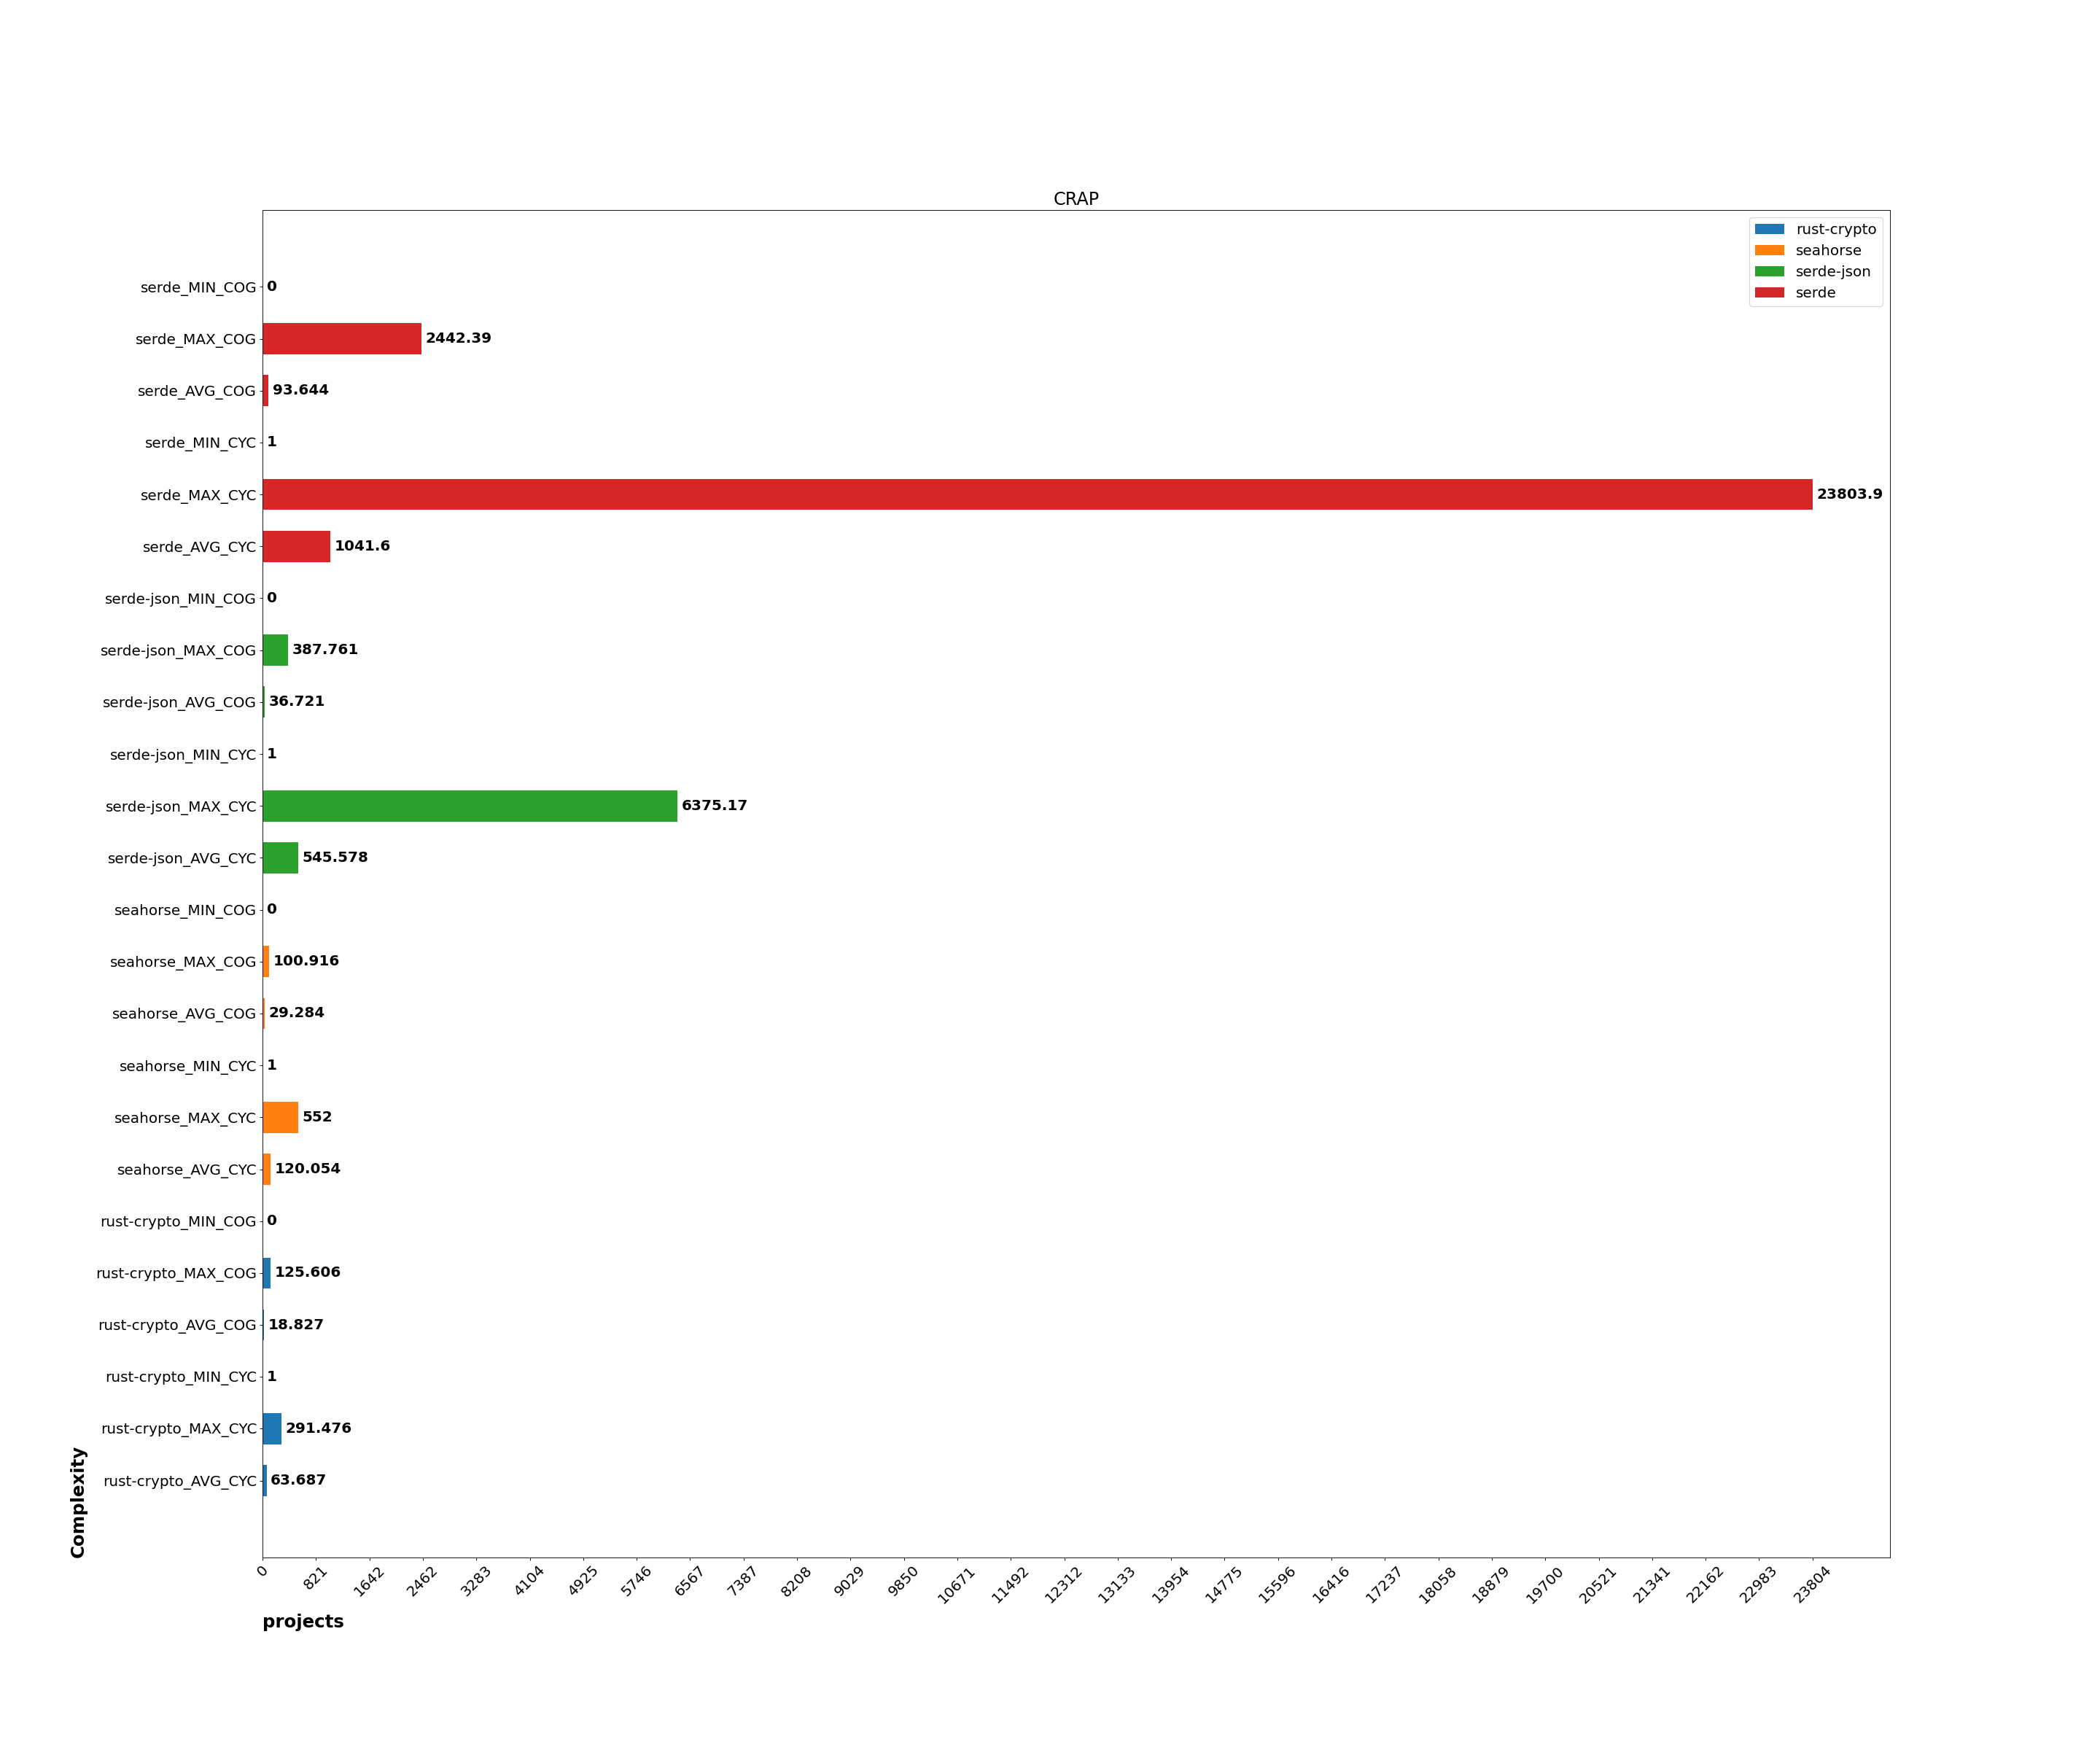 CRAP
rust-crypto
seahorse
serde-json
serde
serde_MIN_COG 0
serde_MAX_COG 2442.39
serde_AVG_COG 93.644
serde_MIN_CYC 1
serde_MAX_CYC 23803.9
serde_AVG_CYC 1041.6
serde-json_MIN_COG 0
serde-json_MAX_COG 387.761
serde-json_AVG_COG 36.721
serde-json_MIN_CYC 1
serde-json_MAX_CYC 6375.17
serde-json_AVG_CYC 545.578
seahorse_MIN_COG 0
seahorse_MAX_COG 100.916
seahorse_AVG_COG 29.284
seahorse_MIN_CYC 1
seahorse_MAX_CYC 552
seahorse_AVG_CYC 120.054
rust-crypto_MIN_COG 0
rust-crypto_MAX_COG 125.606
rust-crypto_AVG_COG 18.827
rust-crypto_MIN_CYC 1
rust-crypto_MAX_CYC 291.476
rust-crypto_AVG_CYC 63.687
Complexity
0 821 1642 2462 3283 4104 4925 5746 6567 7387 8208 9029 9850 10671 11492 12312 13133 13954 14775 15596 16416 17237 18058 18879 19700 20521 21341 22162 22983 23804
projects